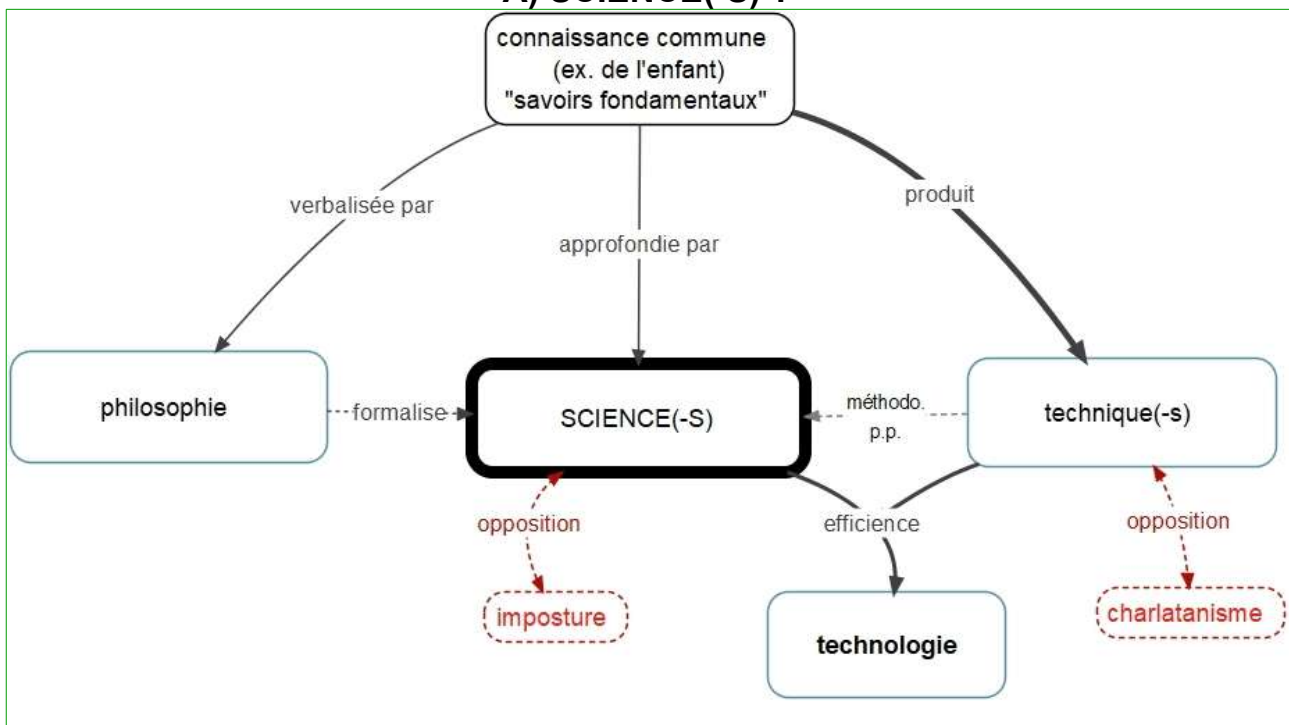 A) SCIENCE(-S) ?
connaissance commune
(ex. de l'enfant)
"savoirs fondamentaux"
verbalisée par
approfondie par
produit
philosophie
formalise
SCIENCE(-S)
méthodo.
p.p.
technique(-s)
opposition
efficience
opposition
imposture
technologie
charlatanisme